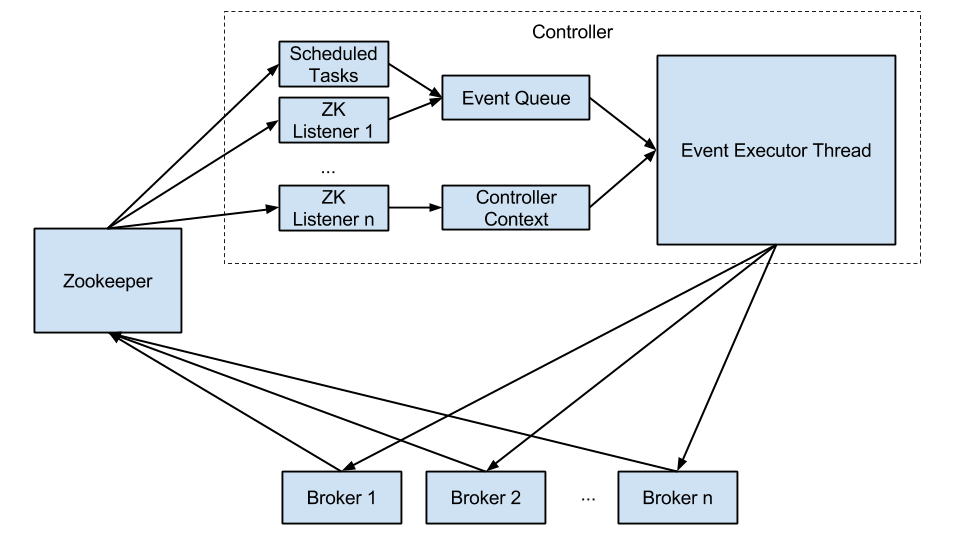 Controller
Scheduled
Tasks
ZK
Listener 1
...
ZK
Listener n
Event Queue
Controller
Context
Event Executor Thread
Zookeeper
Broker 1
Broker 2
...
Broker n